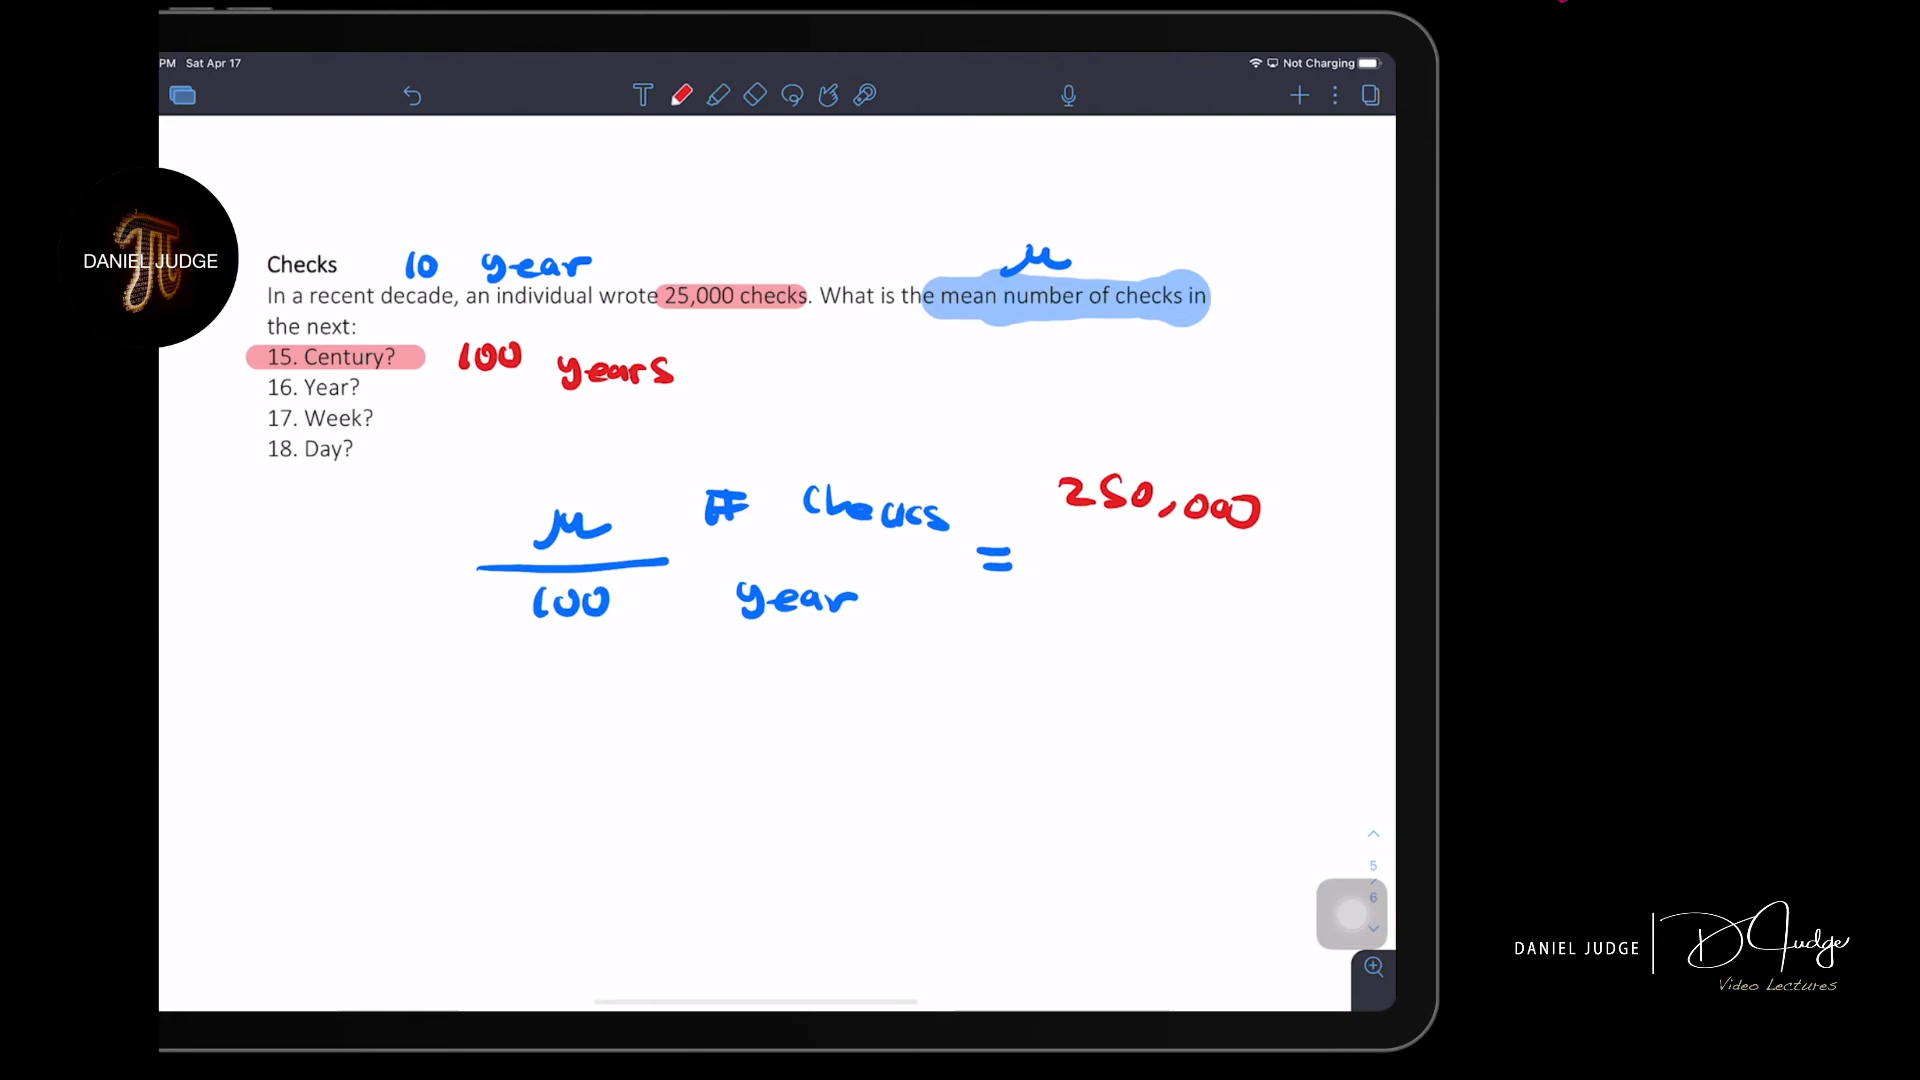 PM Sat Apr 17
Not Charging
T
DANIEL JUDGE
Checks 10 year μ
In a recent decade, an individual wrote 25,000 checks. What is the mean number of checks in
the next:
15. Century? 100 years
16. Year?
17. Week?
18. Day?
μ # Checks = 250,000
100 year
5
/
6
DANIEL JUDGE
DJudge
Video Lectures